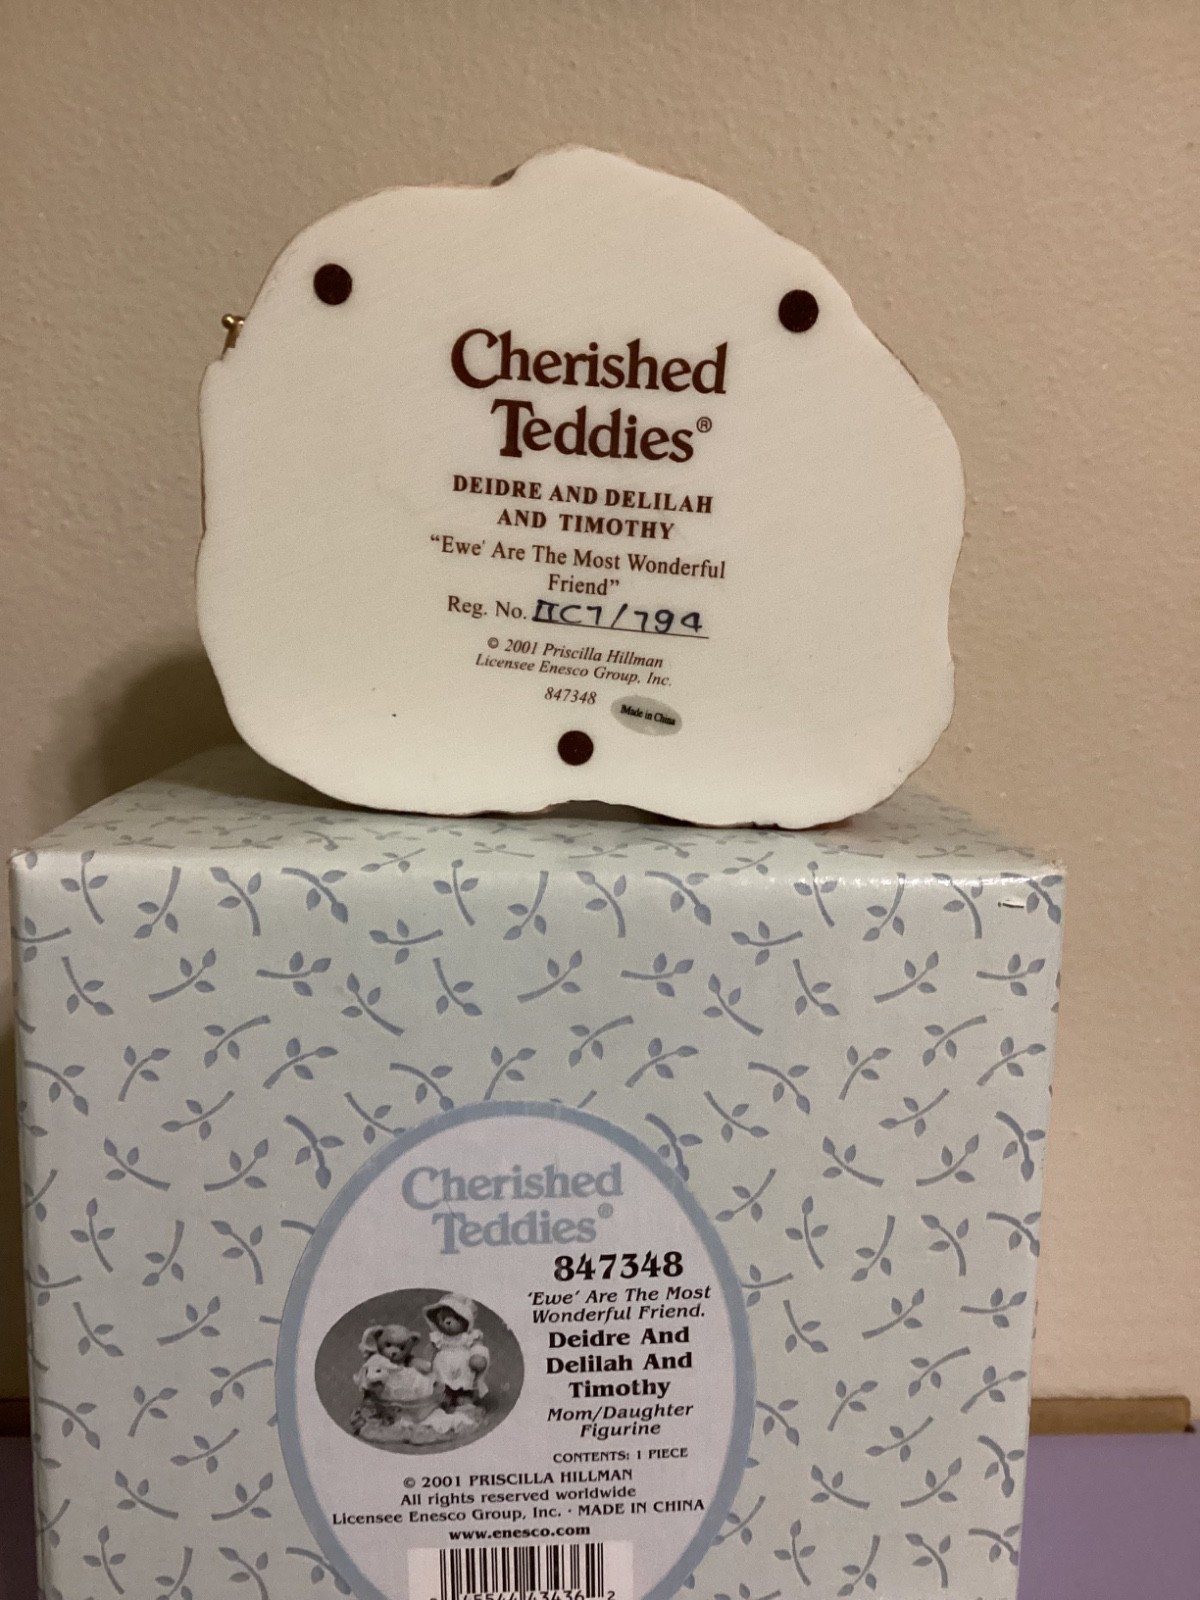 Cherished
Teddies®
DEIDRE AND DELILAH
AND TIMOTHY
“Ewe' Are The Most Wonderful
Friend”
Reg. No. IIC7/794
© 2001 Priscilla Hillman
Licensee Enesco Group, Inc.
847348
Made in China
Cherished
Teddies®
847348
‘Ewe’ Are The Most
Wonderful Friend.
Deidre And
Delilah And
Timothy
Mom/Daughter
Figurine
CONTENTS: 1 PIECE
© 2001 PRISCILLA HILLMAN
All rights reserved worldwide
Licensee Enesco Group, Inc. · MADE IN CHINA
www.enesco.com
45544 43436 2